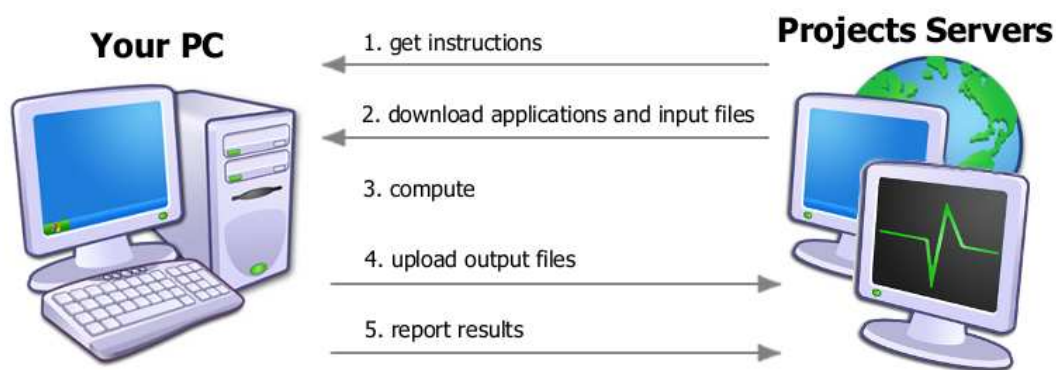 Your PC
Projects Servers
1. get instructions
2. download applications and input files
3. compute
4. upload output files
5. report results